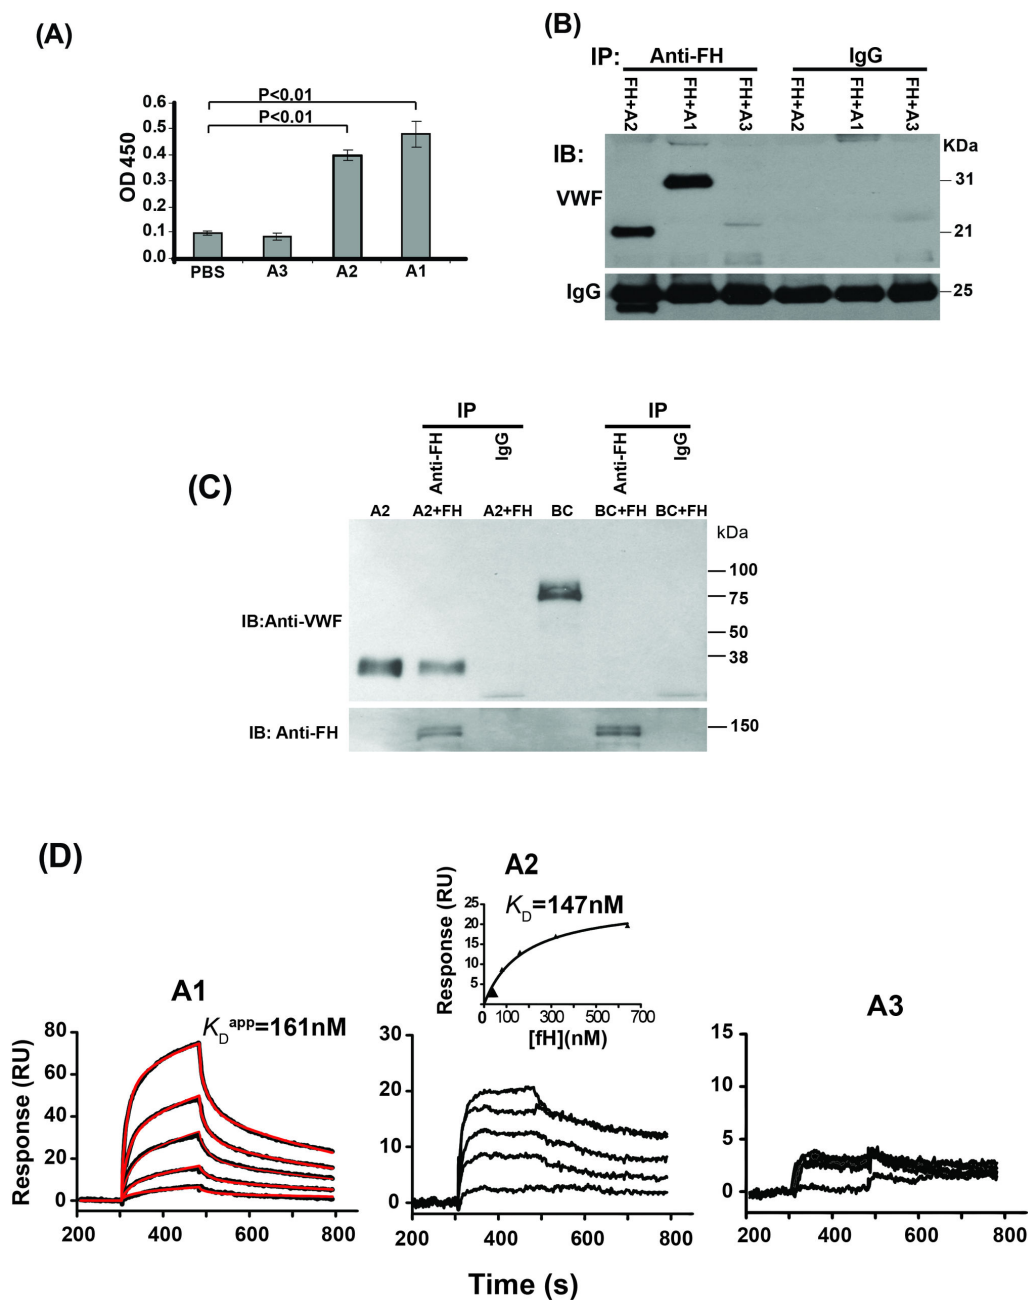 (A)
OD 450
0.6
0.5
0.4
0.3
0.2
0.1
0.0
P<0.01
P<0.01
PBS
A3
A2
A1
(B)
IP:
Anti-FH
IgG
FH+A2
FH+A1
FH+A3
FH+A2
FH+A1
FH+A3
IB:
VWF
IgG
KDa
31
21
25
(C)
IP
IP
Anti-FH
IgG
Anti-FH
IgG
A2 A2+FH A2+FH BC BC+FH BC+FH
kDa
100
75
50
38
150
IB:Anti-VWF
IB: Anti-FH
(D)
A1
K_D^app=161nM
Response (RU)
80
60
40
20
0
200 400 600 800
A2
K_D=147nM
Response (RU)
25
20
15
10
5
0 100 300 500 700
[fH](nM)
30
20
10
0
200 400 600 800
A3
15
10
5
0
200 400 600 800
Time (s)